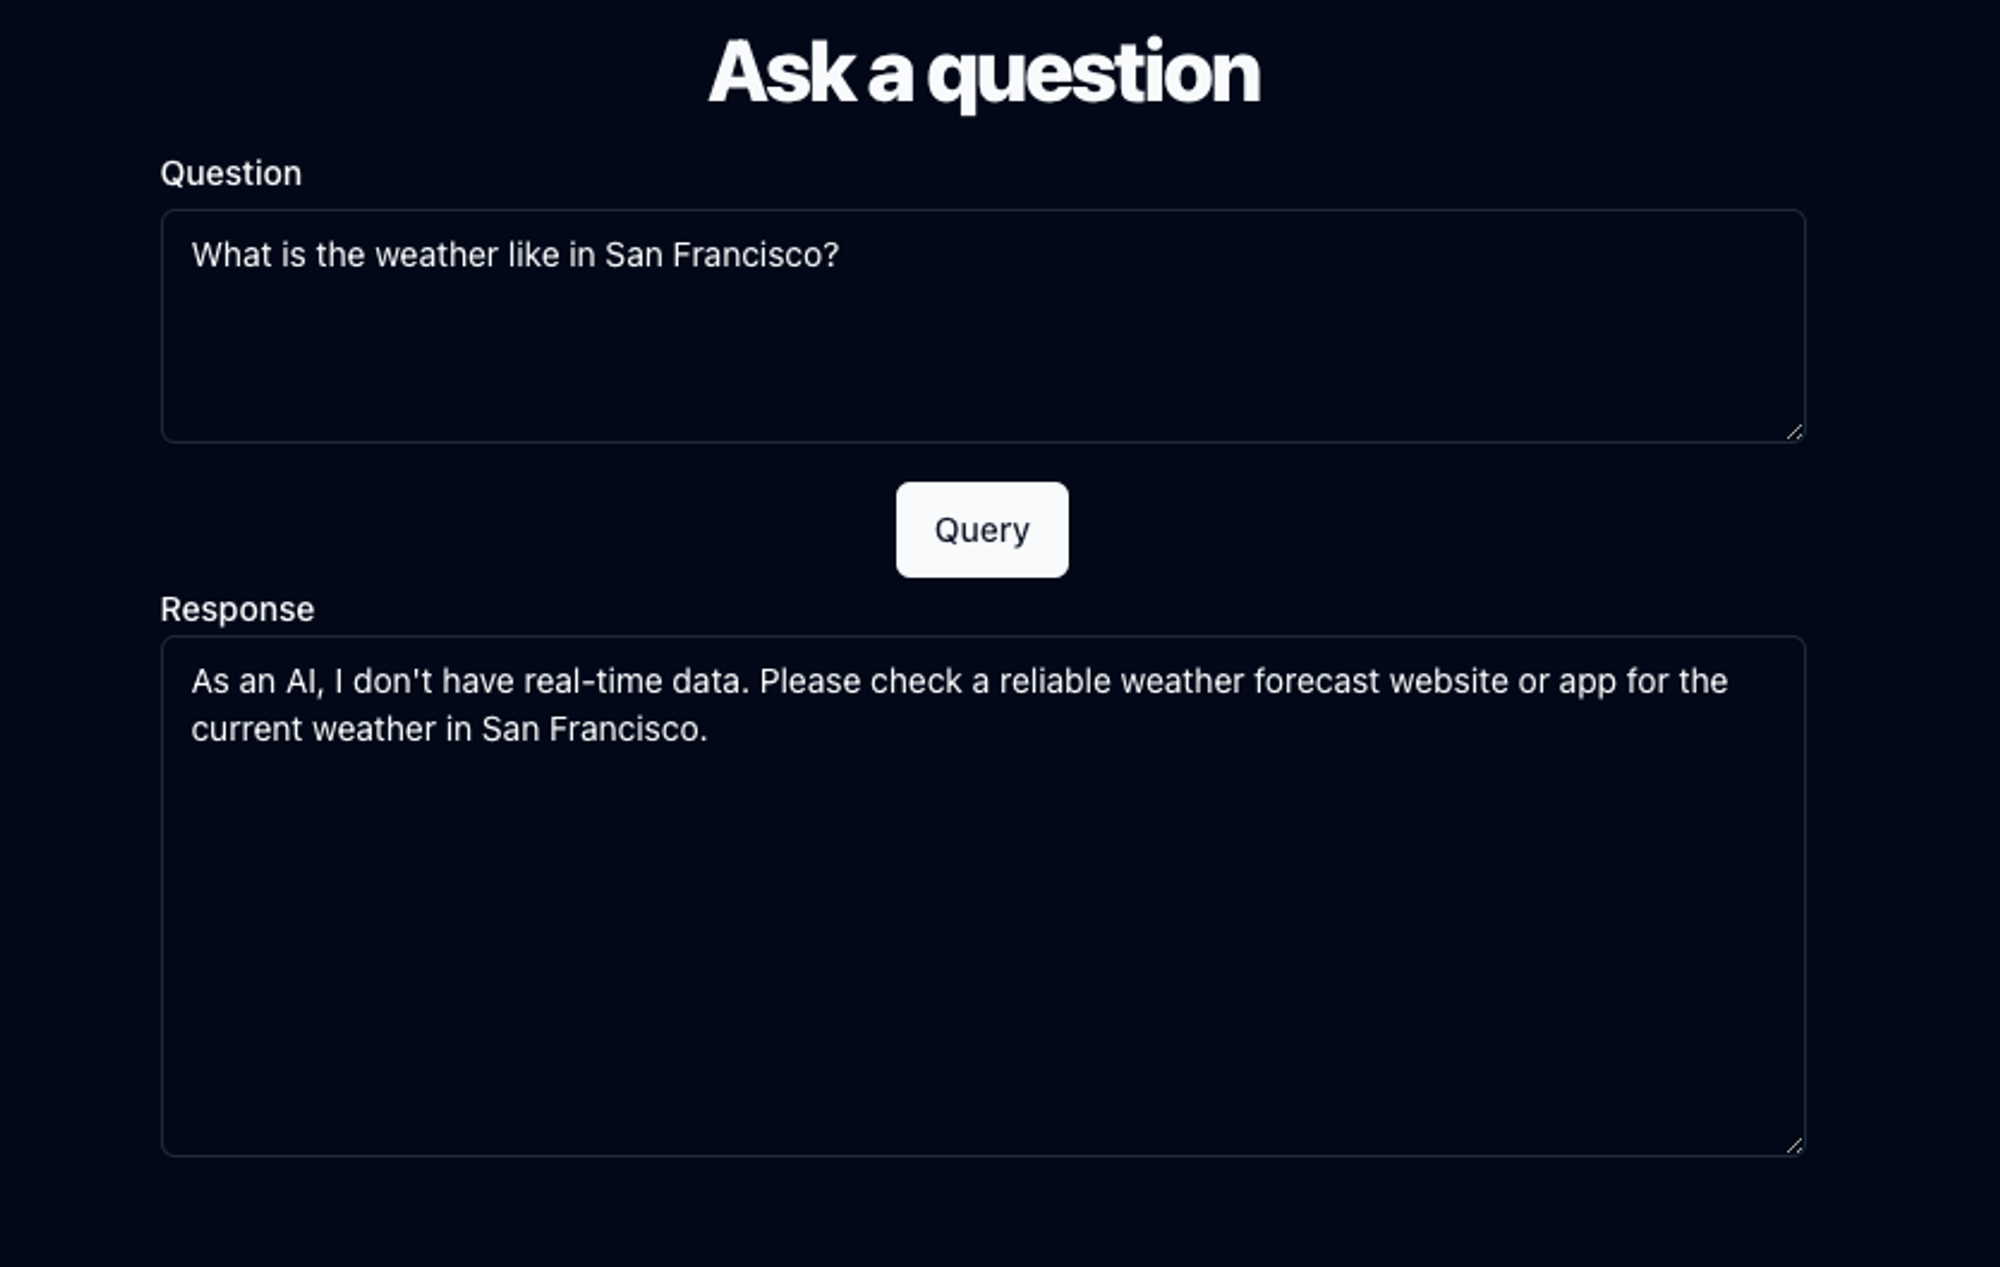 Ask a question
Question
What is the weather like in San Francisco?
Query
Response
As an AI, I don't have real-time data. Please check a reliable weather forecast website or app for the
current weather in San Francisco.